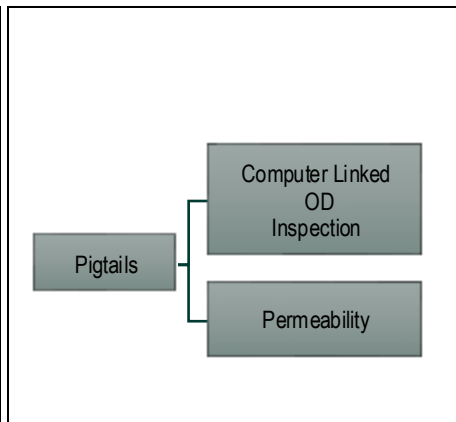 Pigtails
Computer Linked
OD
Inspection
Permeability